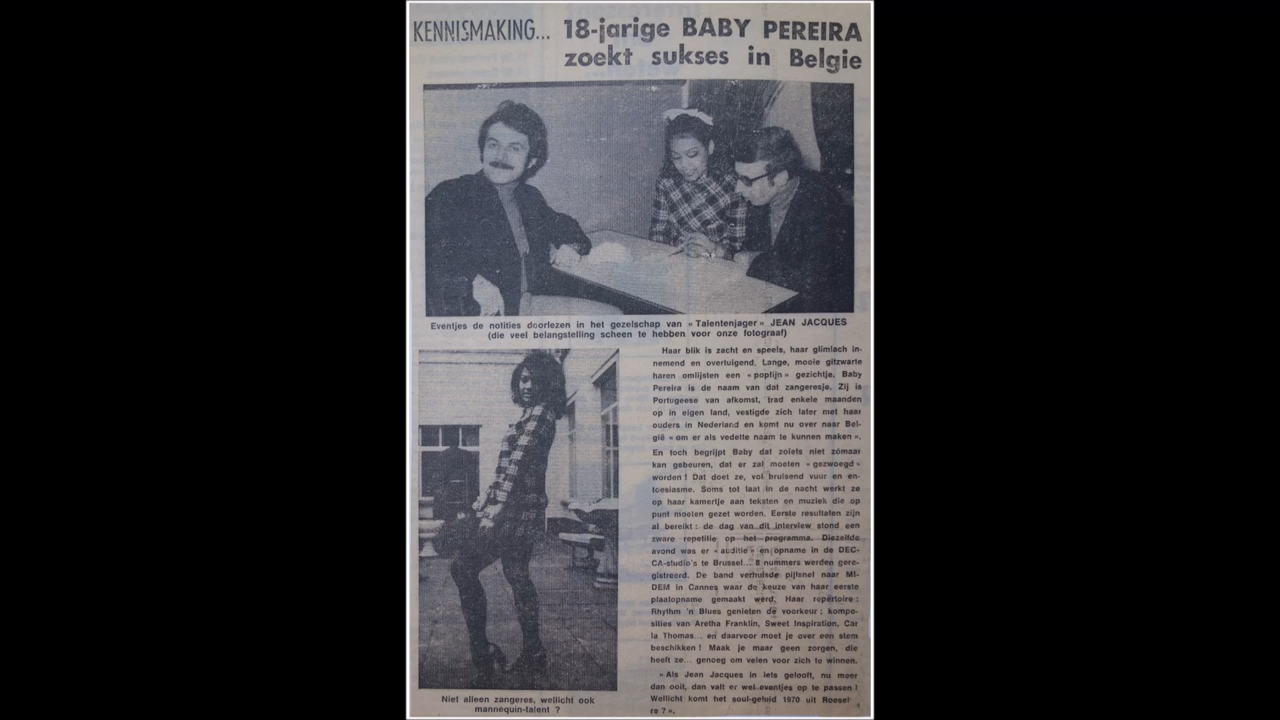 KENNISMAKING... 18-jarige BABY PEREIRA
zoekt sukses in Belgie
Eventjes de notities doorlezen in het gezelschap van «Talentenjager» JEAN JACQUES
(die veel belangstelling scheen te hebben voor onze fotograaf)
Haar blik is zacht en speels, haar glimlach in-
nemend en overtuigend. Lange, mooie gitzwarte
haren omlijsten een «popfijn» gezichtje. Baby
Pereira is de naam van dat zangeresje. Zij is
Portugeese van afkomst, trad enkele maanden
op in eigen land, vestigde zich later met haar
ouders in Nederland en komt nu over naar Bel-
gië «om er als vedette naam te kunnen maken».
En toch begrijpt Baby dat zoiets niet zómaar
kan gebeuren, dat er zal moeten «gezwoegd»
worden! Dat doet ze, vol bruisend vuur en en-
toesiasme. Soms tot laat in de nacht werkt ze
op haar kamertje aan teksten en muziek die op
punt moeten gezet worden. Eerste resultaten zijn
al bereikt: de dag van dit interview stond een
zware repetitie op het programma. Diezelfde
avond was er «auditie» en opname in de DEC-
CA-studio's te Brussel... 8 nummers werden gere-
gistreerd. De band verhuisde pijlsnel naar MI-
DEM in Cannes waar de keuze van haar eerste
plaatopname gemaakt werd. Haar repertoire:
Rhythm 'n Blues genieten de voorkeur; kompo-
sities van Aretha Franklin, Sweet Inspiration, Car
la Thomas... en daarvoor moet je over een stem
beschikken! Maak je maar geen zorgen, die
heeft ze... genoeg om velen voor zich te winnen.
«Als Jean Jacques in iets gelooft, nu meer
dan ooit, dan valt er wel eventjes op te passen!
Wellicht komt het soul-geluid 1970 uit Roesel
re?».
Niet alleen zangeres, wellicht ook
mannequin-talent ?